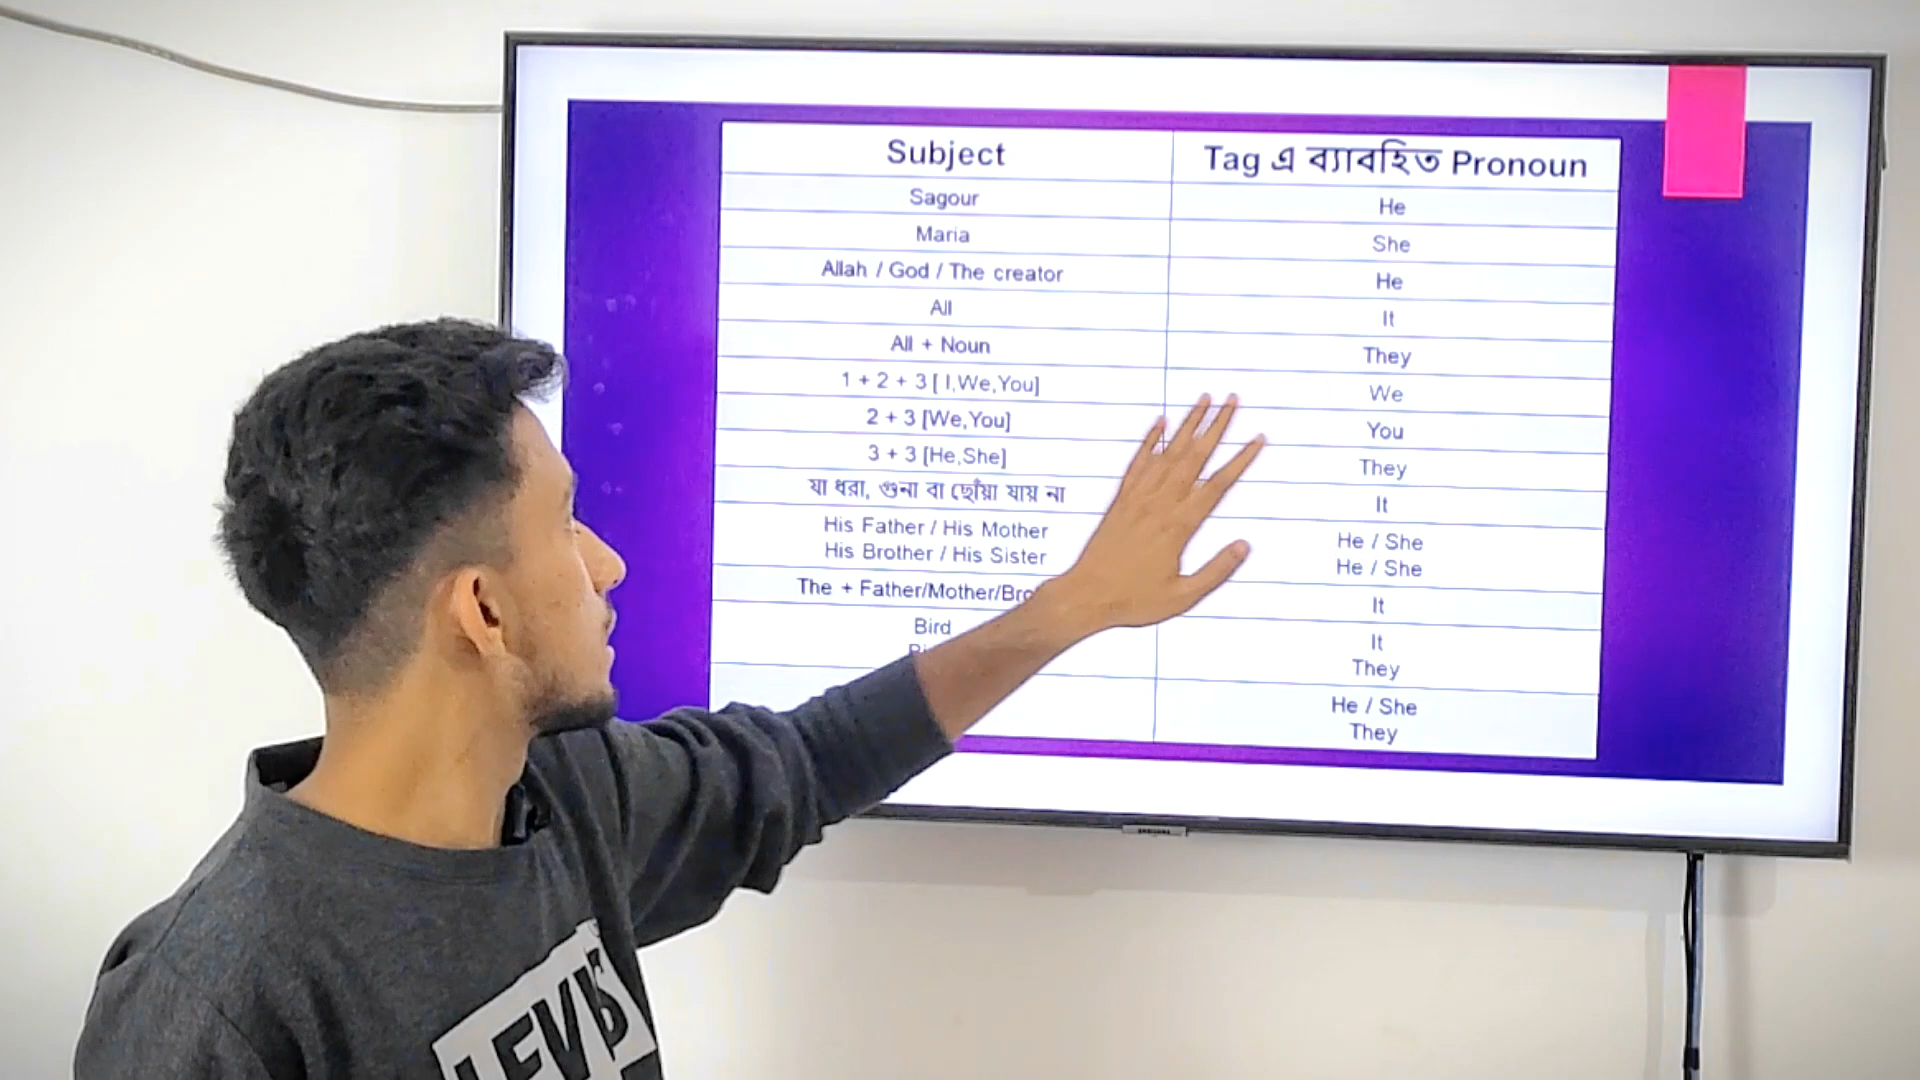 Subject
Tag এ ব্যাবহিত Pronoun
Sagour
He
Maria
She
Allah / God / The creator
He
All
It
All + Noun
They
1 + 2 + 3 [ I,We,You]
We
2 + 3 [We,You]
You
3 + 3 [He,She]
They
যা ধরা, গুনা বা ছোঁয়া যায় না
It
His Father / His Mother
He / She
His Brother / His Sister
He / She
The + Father/Mother/Bro
It
Bird
It
They
He / She
They
SAMSUNG
LEVI'S